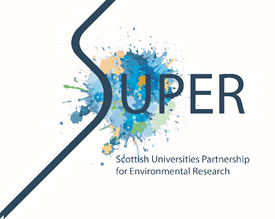 SUPER
Scottish Universities Partnership
for Environmental Research